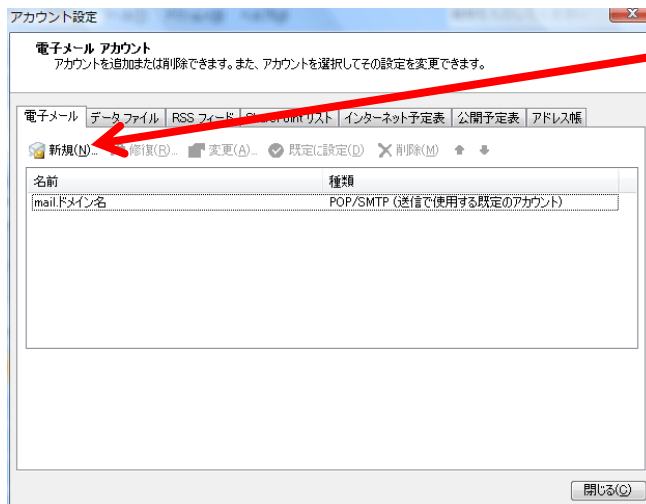 アカウント設定
電子メール アカウント
アカウントを追加または削除できます。また、アカウントを選択してその設定を変更できます。
電子メール データ ファイル RSS フィード SharePoint リスト インターネット予定表 公開予定表 アドレス帳
新規(N)... 修復(R)... 変更(A)... 既定に設定(D) 削除(M)
名前 種類
mail.ドメイン名 POP/SMTP (送信で使用する既定のアカウント)
閉じる(C)